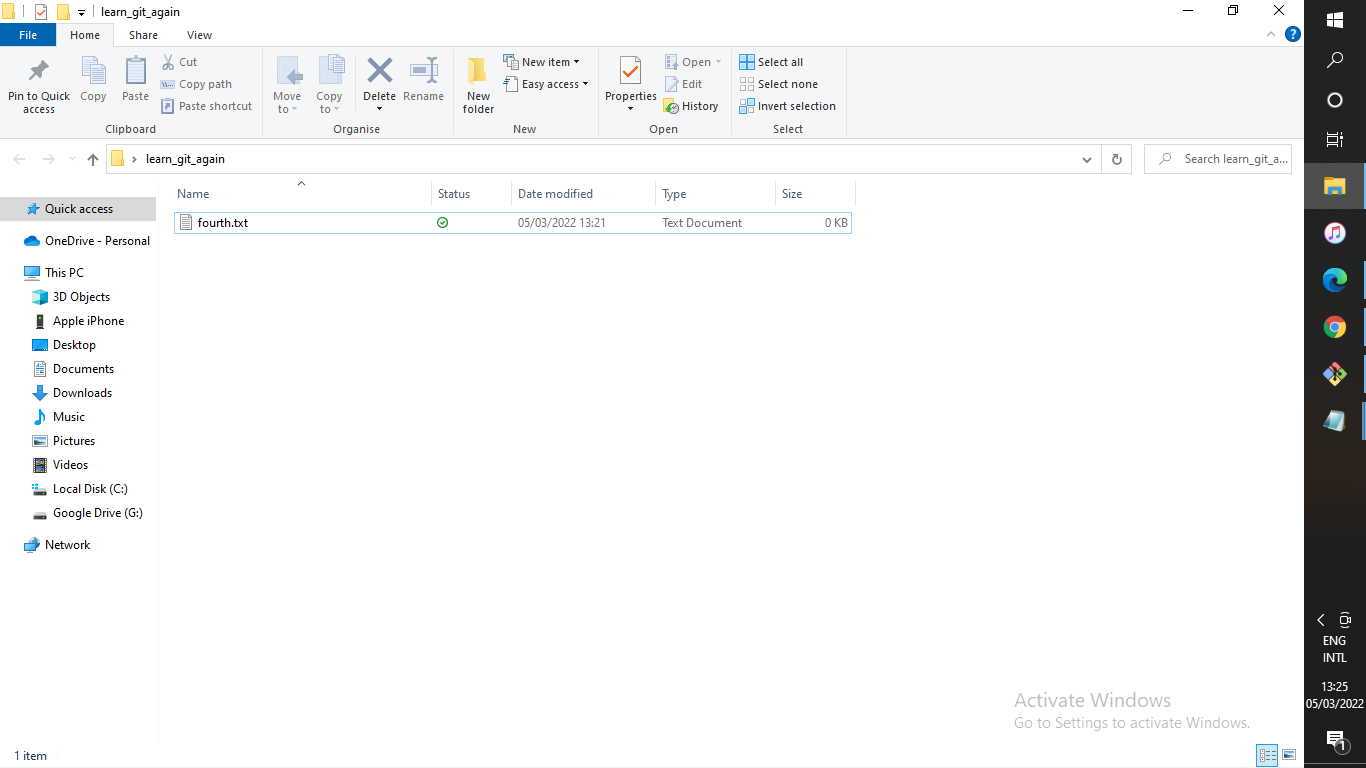 learn_git_again
File Home Share View
Pin to Quick access
Copy
Paste
Cut
Copy path
Paste shortcut
Clipboard
Move to
Copy to
Delete
Rename
Organise
New folder
New item
Easy access
New
Properties
Open
Edit
History
Open
Select all
Select none
Invert selection
Select
learn_git_again
Search learn_git_a...
Name Status Date modified Type Size
fourth.txt 05/03/2022 13:21 Text Document 0 KB
Quick access
OneDrive - Personal
This PC
3D Objects
Apple iPhone
Desktop
Documents
Downloads
Music
Pictures
Videos
Local Disk (C:)
Google Drive (G:)
Network
1 item
Activate Windows
Go to Settings to activate Windows.
ENG
INTL
13:25
05/03/2022
1